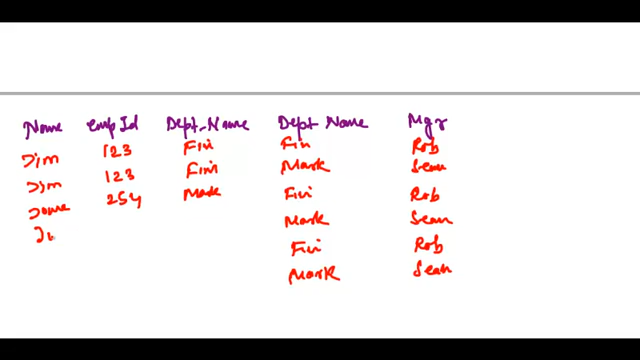 Name emp Id Dept_Name Dept Name Mgr
Jim 123 Fin Fin Rob
Jim 123 Fin Mark Sean
254 Mark Fin Rob
Mark Sean
Fin Rob
Mark Sean